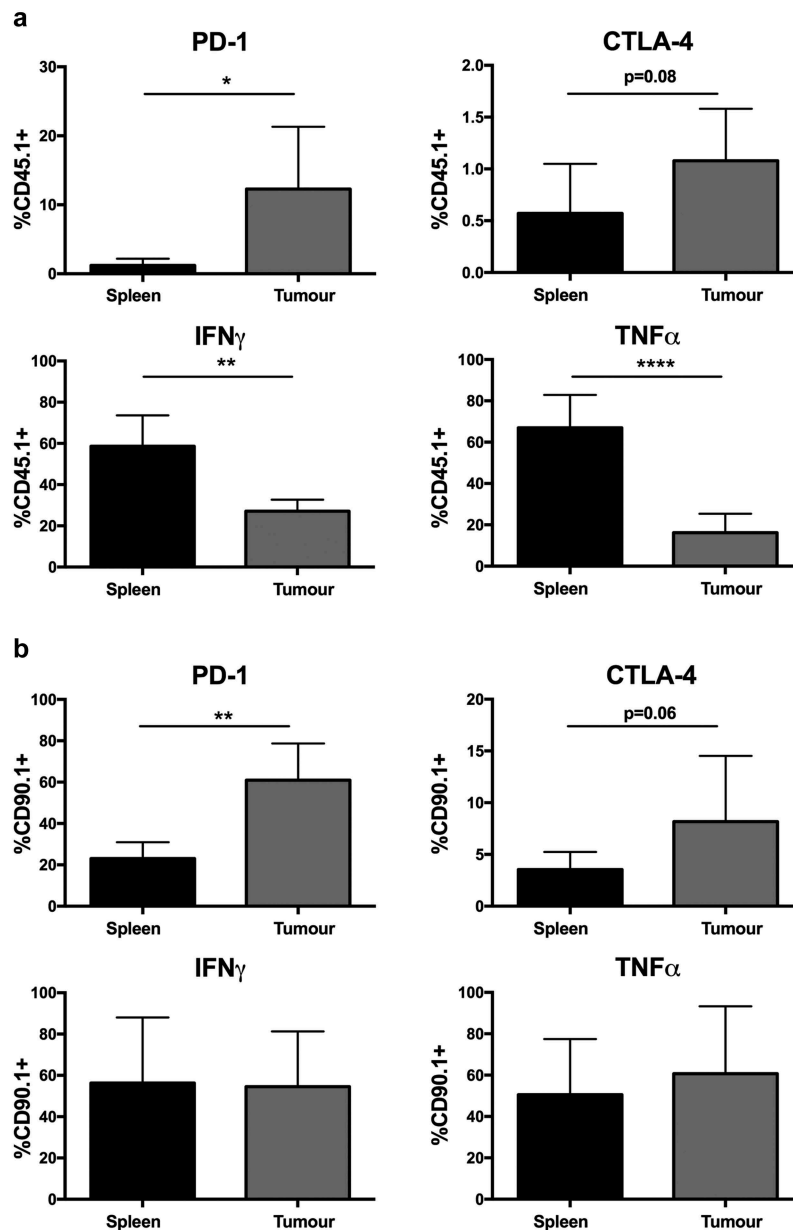 a
PD-1
CTLA-4
30
20
10
0
%CD45.1+
*
Spleen
Tumour
2.0
1.5
1.0
0.5
0.0
%CD45.1+
p=0.08
Spleen
Tumour
IFNγ
TNFα
100
80
60
40
20
0
%CD45.1+
**
Spleen
Tumour
100
80
60
40
20
0
%CD45.1+
****
Spleen
Tumour
b
PD-1
CTLA-4
100
80
60
40
20
0
%CD90.1+
**
Spleen
Tumour
20
15
10
5
0
%CD90.1+
p=0.06
Spleen
Tumour
IFNγ
TNFα
100
80
60
40
20
0
%CD90.1+
Spleen
Tumour
100
80
60
40
20
0
%CD90.1+
Spleen
Tumour